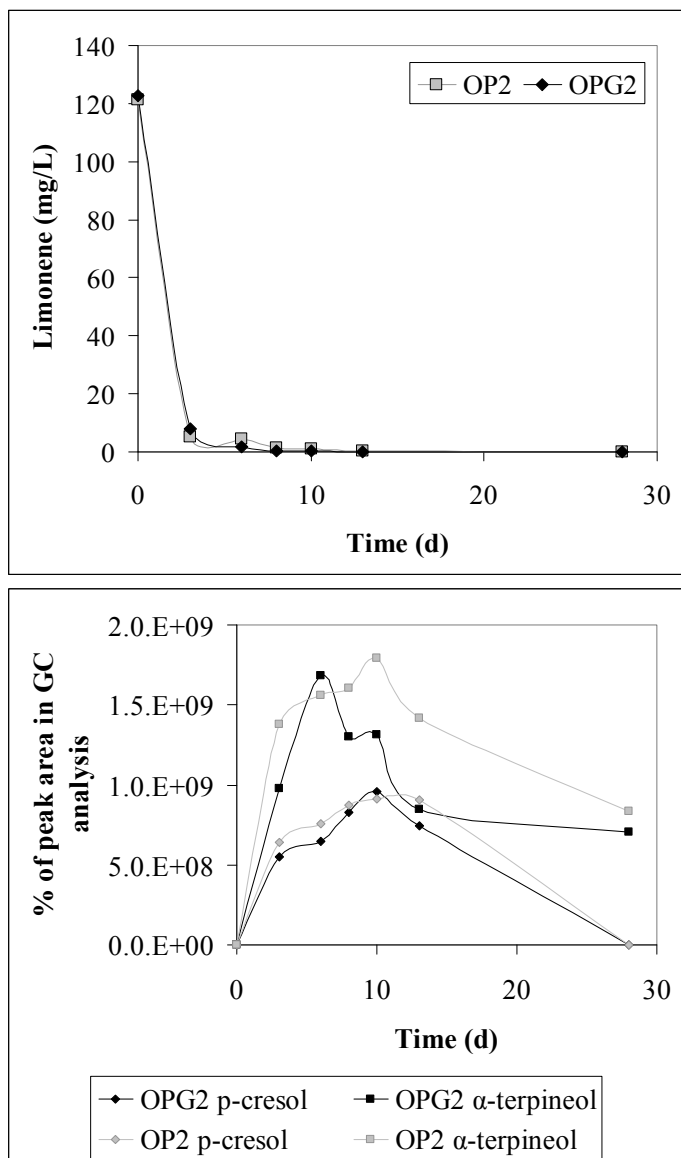 140
120
100
80
60
40
20
0
Limonene (mg/L)
OP2 OPG2
0 10 20 30
Time (d)
2.0.E+09
1.5.E+09
1.0.E+09
5.0.E+08
0.0.E+00
% of peak area in GC
analysis
0 10 20 30
Time (d)
OPG2 p-cresol OPG2 α-terpineol
OP2 p-cresol OP2 α-terpineol